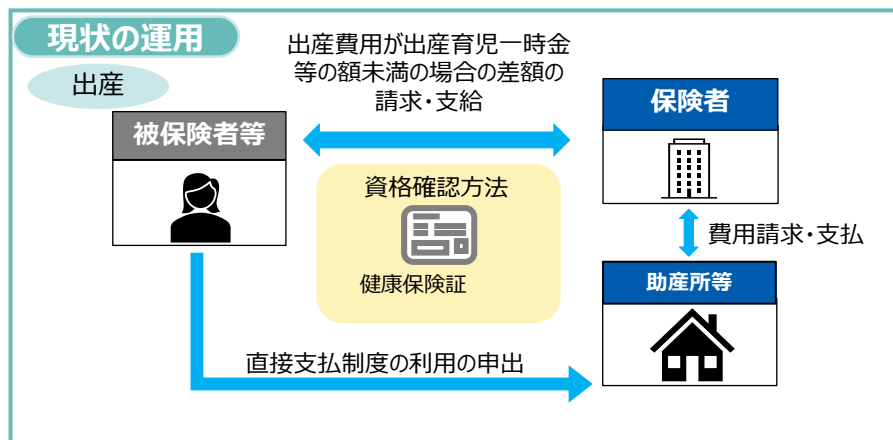 現状の運用
出産
出産費用が出産育児一時金
等の額未満の場合の差額の
請求・支給
被保険者等
保険者
資格確認方法
健康保険証
費用請求・支払
助産所等
直接支払制度の利用の申出